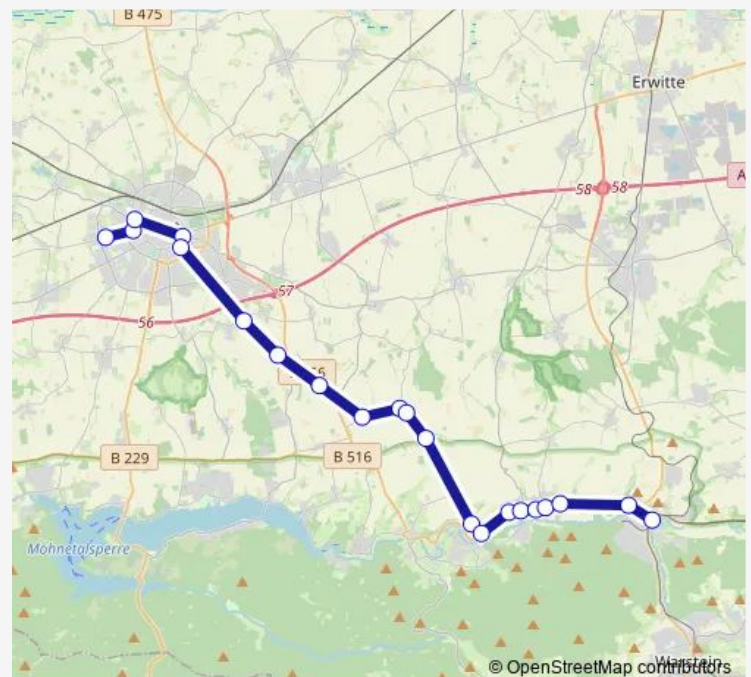 B 475
Erwitte
A
58
58
57
56
B 229
B 516
Möhnetalsperre
Warstein
© OpenStreetMap contributors